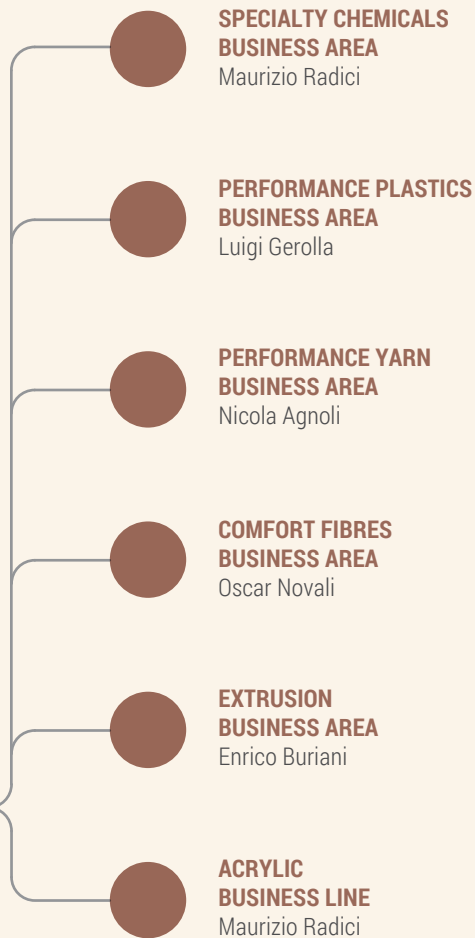 SPECIALTY CHEMICALS
BUSINESS AREA
Maurizio Radici
PERFORMANCE PLASTICS
BUSINESS AREA
Luigi Gerolla
PERFORMANCE YARN
BUSINESS AREA
Nicola Agnoli
COMFORT FIBRES
BUSINESS AREA
Oscar Novali
EXTRUSION
BUSINESS AREA
Enrico Buriani
ACRYLIC
BUSINESS LINE
Maurizio Radici